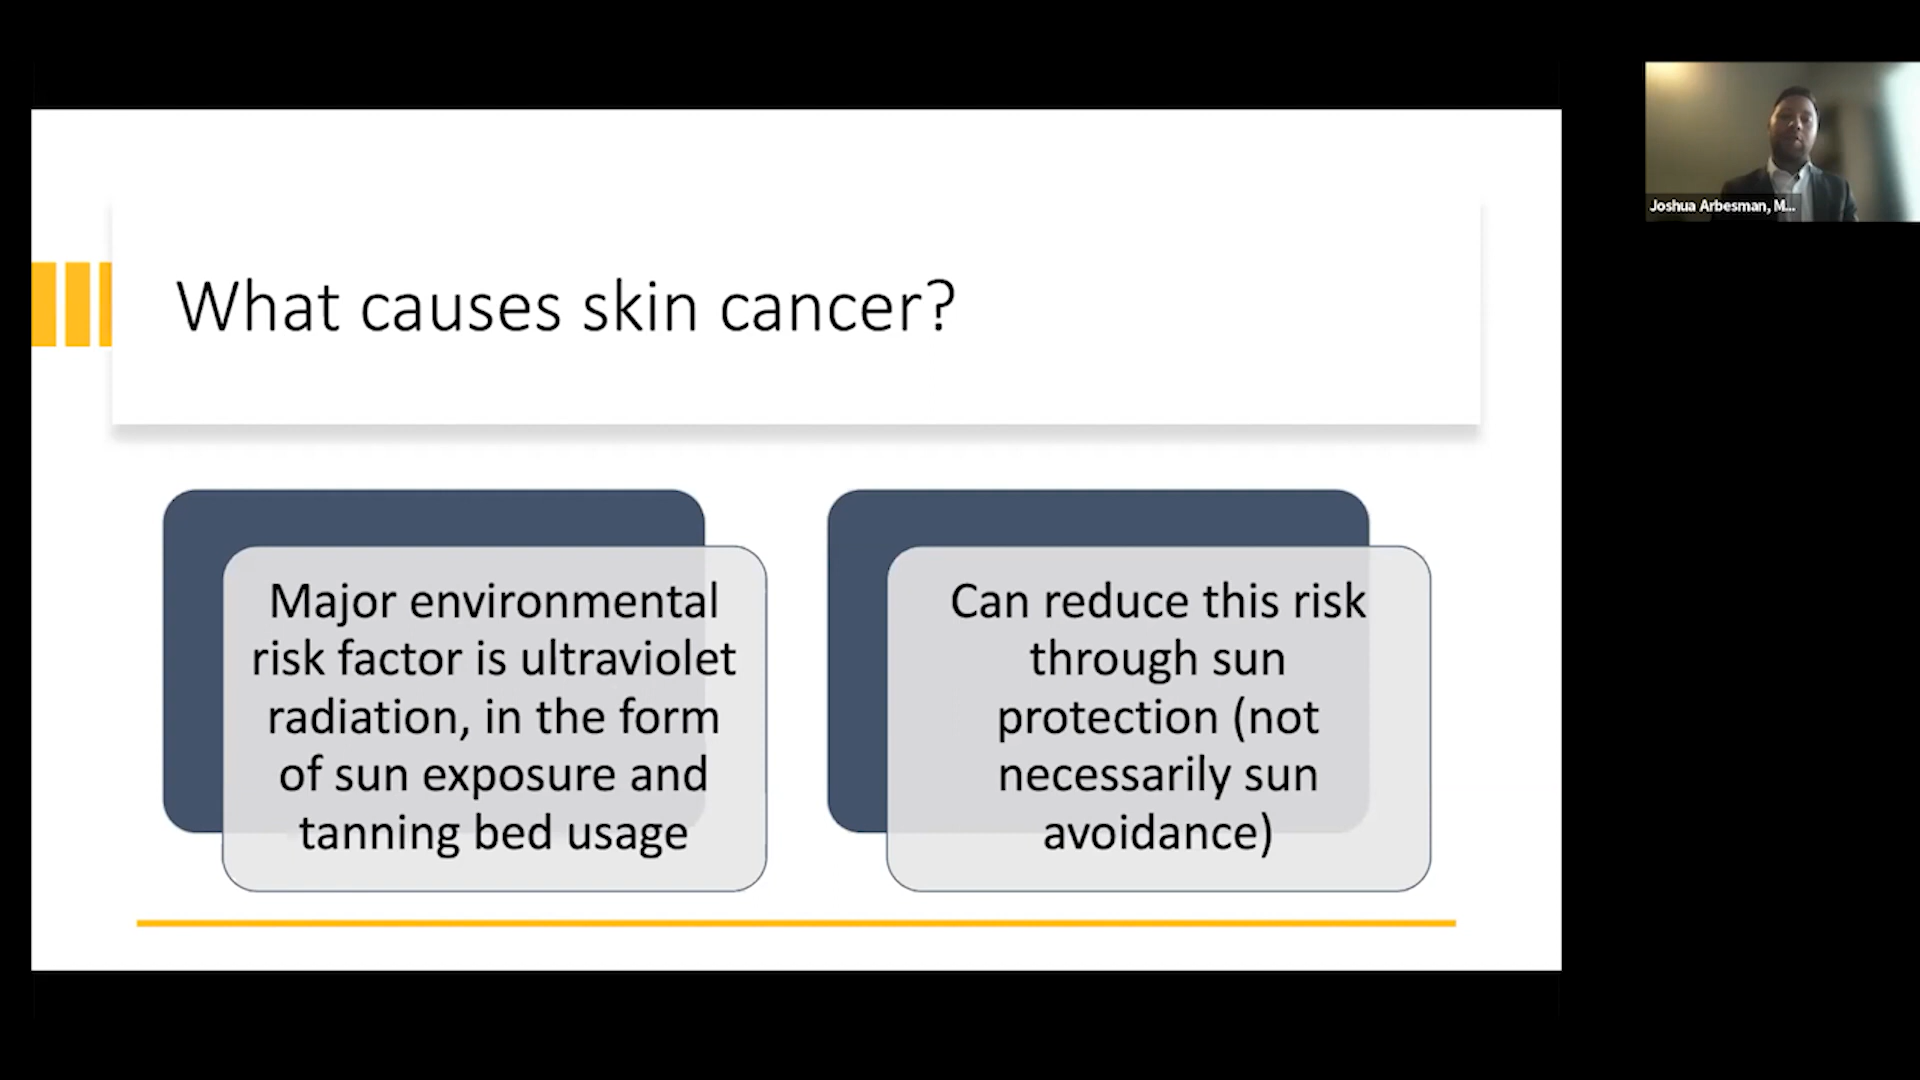 What causes skin cancer?
Major environmental
risk factor is ultraviolet
radiation, in the form
of sun exposure and
tanning bed usage
Can reduce this risk
through sun
protection (not
necessarily sun
avoidance)
Joshua Arbesman, M...